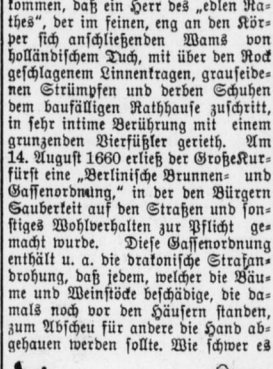 kommen, daß ein Herr des „edlen Ra-
thes", der im feinen, eng an den Kör-
per sich anschließenden Wams von
holländischem Tuch, mit über den Rock
geschlagenem Linnenkragen, grauseide-
nen Strümpfen und derben Schuhen
dem baufälligen Rathhause zuschritt,
in sehr intime Berührung mit einem
grunzenden Vierfüßler gerieth. Am
14. August 1660 erließ der Große Kur-
fürst eine „Berlinische Brunnen- und
Gassenordnung," in der den Bürgern
Sauberkeit auf den Straßen und son-
stiges Wohlverhalten zur Pflicht ge-
macht wurde. Diese Gassenordnung
enthält u. a. die drakonische Strafan-
drohung, daß jedem, welcher die Bäu-
me und Weinstöcke beschädige, die da-
mals noch vor den Häusern standen,
zum Abscheu für andere die Hand ab-
gehauen werden sollte. Wie schwer es